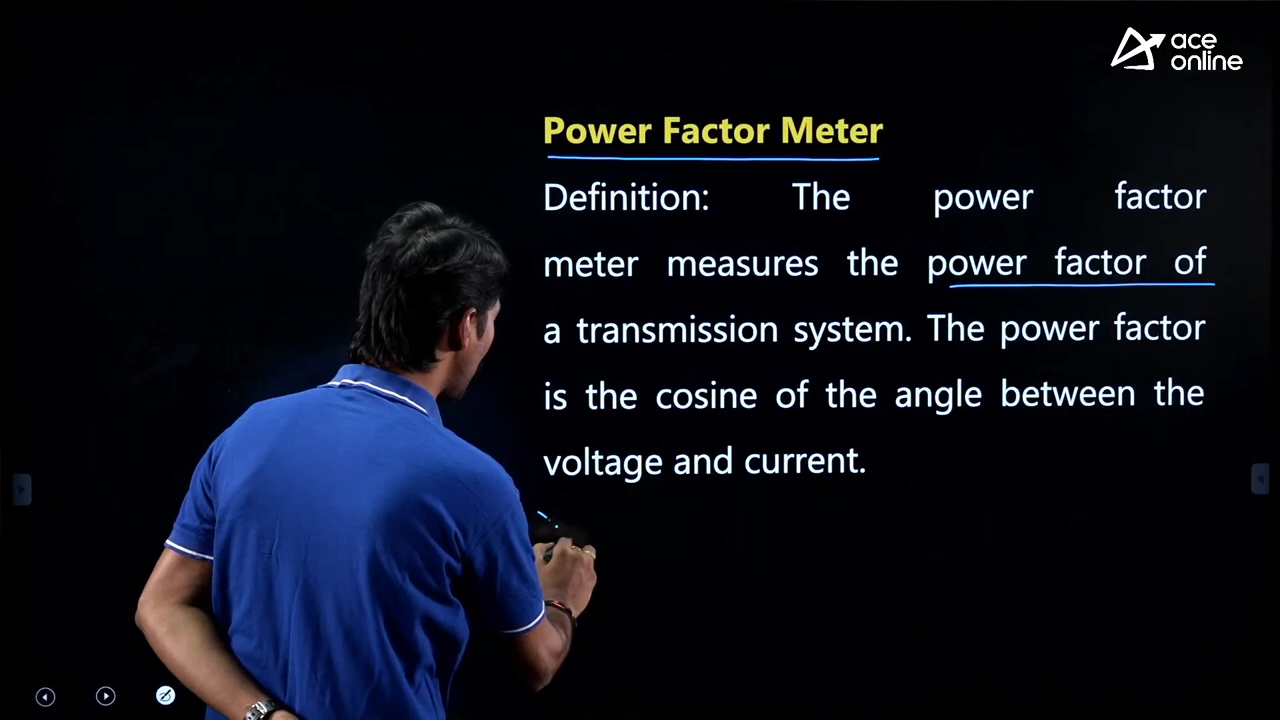 ace
online
Power Factor Meter
Definition: The power factor
meter measures the power factor of
a transmission system. The power factor
is the cosine of the angle between the
voltage and current.